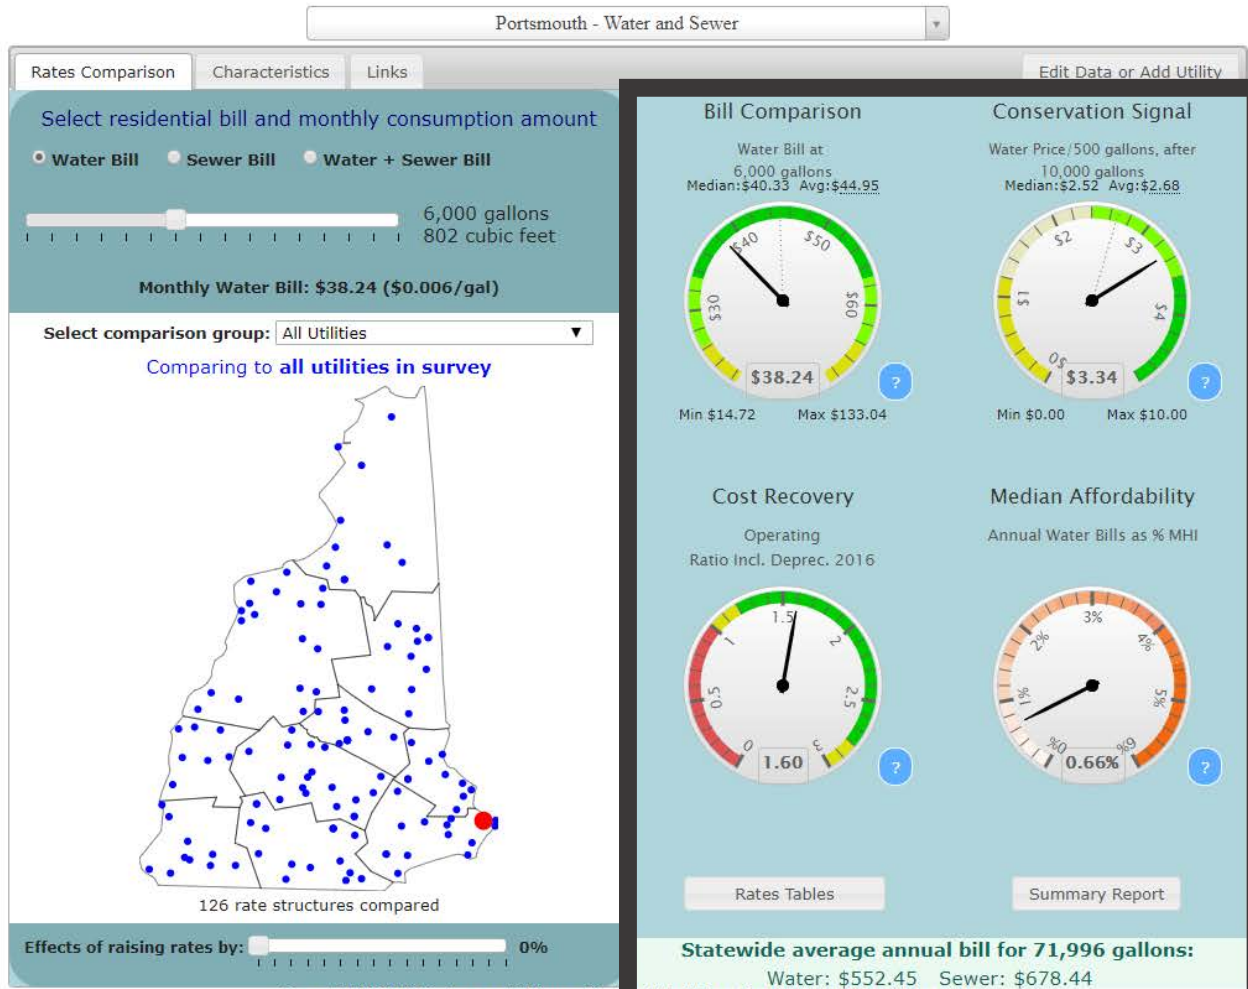 Portsmouth - Water and Sewer
Rates Comparison
Characteristics
Links
Edit Data or Add Utility
Select residential bill and monthly consumption amount
Water Bill
Sewer Bill
Water + Sewer Bill
6,000 gallons
802 cubic feet
Monthly Water Bill: $38.24 ($0.006/gal)
Select comparison group: All Utilities
Comparing to all utilities in survey
126 rate structures compared
Effects of raising rates by: 0%
Bill Comparison
Water Bill at
6,000 gallons
Median:$40.33 Avg:$44.95
$30
$40
$50
$60
$38.24
?
Min $14.72 Max $133.04
Conservation Signal
Water Price/500 gallons, after
10,000 gallons
Median:$2.52 Avg:$2.68
$0
$1
$2
$3
$4
$3.34
?
Min $0.00 Max $10.00
Cost Recovery
Operating
Ratio Incl. Deprec. 2016
0
0.5
1
1.5
2
2.5
3
1.60
?
Median Affordability
Annual Water Bills as % MHI
0%
1%
2%
3%
4%
5%
6%
0.66%
?
Rates Tables
Summary Report
Statewide average annual bill for 71,996 gallons:
Water: $552.45 Sewer: $678.44